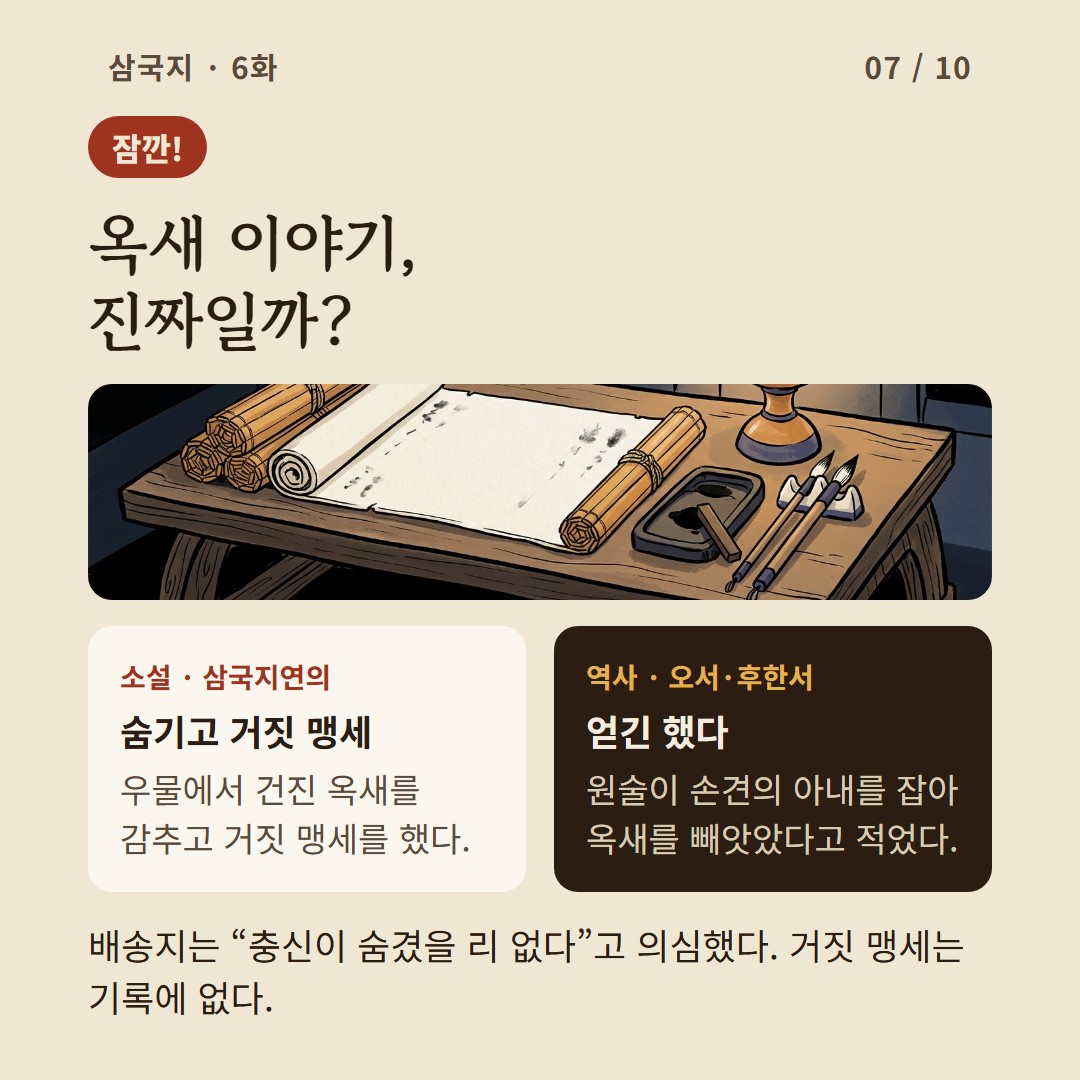 삼국지 · 6화
07 / 10
잠깐!
옥새 이야기,
진짜일까?
소설 · 삼국지연의
숨기고 거짓 맹세
우물에서 건진 옥새를
감추고 거짓 맹세를 했다.
역사 · 오서·후한서
얻긴 했다
원술이 손견의 아내를 잡아
옥새를 빼앗았다고 적었다.
배송지는 “충신이 숨겼을 리 없다”고 의심했다. 거짓 맹세는
기록에 없다.